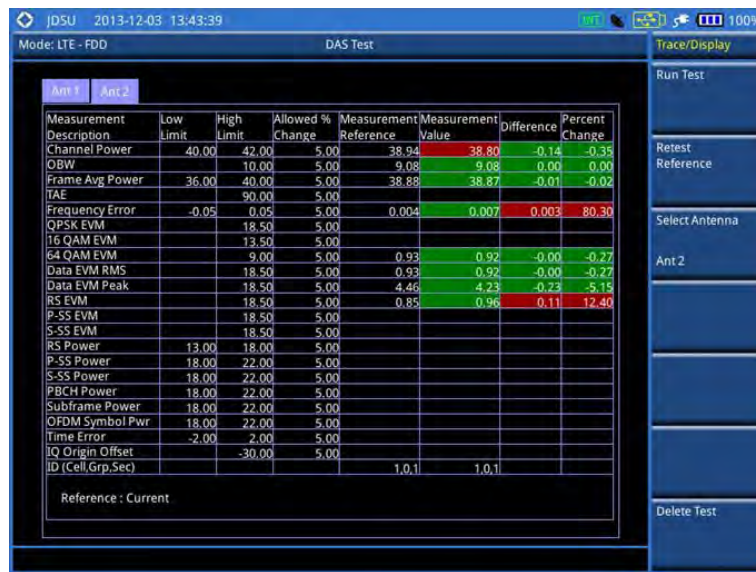 JDSU 2013-12-03 13:43:39 INT 100%
Mode: LTE - FDD DAS Test Trace/Display
Ant 1 Ant 2
Run Test
Retest Reference
Select Antenna
Ant 2
Delete Test
Measurement Description Low Limit High Limit Allowed % Change Measurement Reference Measurement Value Difference Percent Change
Channel Power 40.00 42.00 5.00 38.94 38.80 -0.14 -0.35
OBW 10.00 5.00 9.08 9.08 0.00 0.00
Frame Avg Power 36.00 40.00 5.00 38.88 38.87 -0.01 -0.02
TAE 90.00 5.00
Frequency Error -0.05 0.05 5.00 0.004 0.007 0.003 80.30
QPSK EVM 18.50 5.00
16 QAM EVM 13.50 5.00
64 QAM EVM 9.00 5.00 0.93 0.92 -0.00 -0.27
Data EVM RMS 18.50 5.00 0.93 0.92 -0.00 -0.27
Data EVM Peak 18.50 5.00 4.46 4.23 -0.23 -5.15
RS EVM 18.50 5.00 0.85 0.96 0.11 12.40
P-SS EVM 18.50 5.00
S-SS EVM 18.50 5.00
RS Power 13.00 18.00 5.00
P-SS Power 18.00 22.00 5.00
S-SS Power 18.00 22.00 5.00
PBCH Power 18.00 22.00 5.00
Subframe Power 18.00 22.00 5.00
OFDM Symbol Pwr 18.00 22.00 5.00
Time Error -2.00 2.00 5.00
IQ Origin Offset -30.00 5.00
ID (Cell,Grp,Sec) 1,0,1 1,0,1
Reference : Current